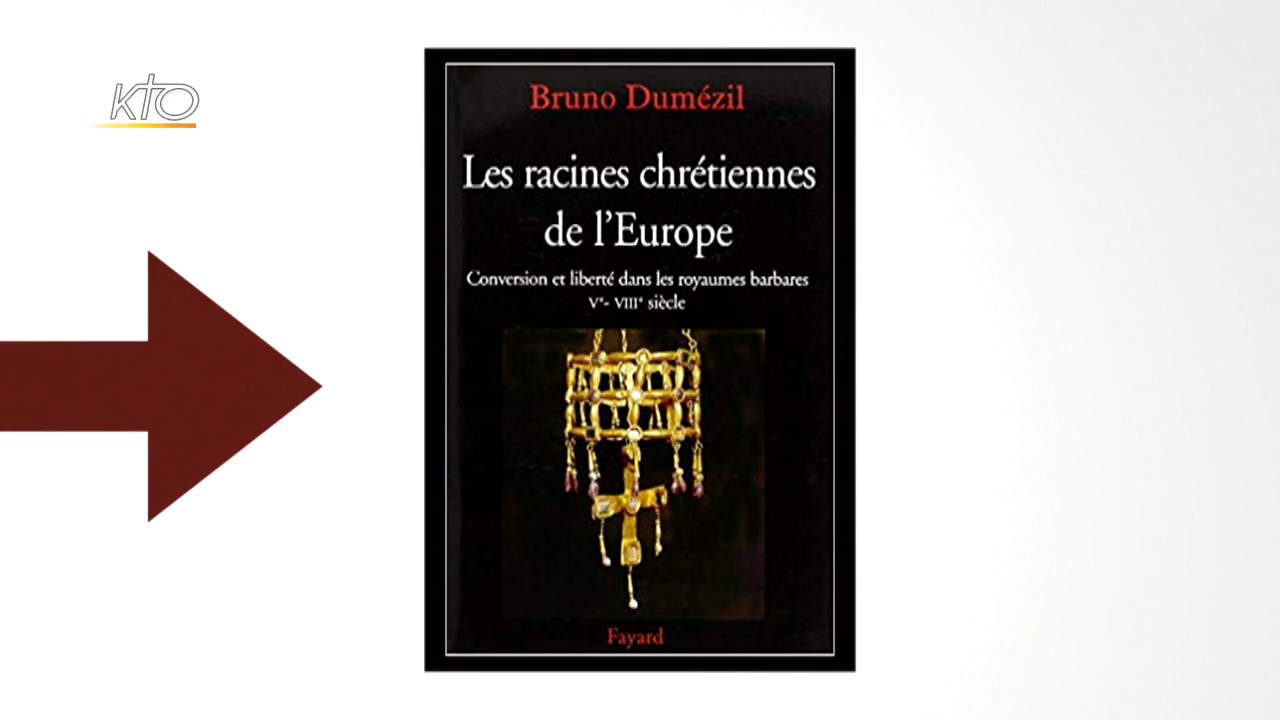 KTO
Bruno Dumézil
Les racines chrétiennes
de l'Europe
Conversion et liberté dans les royaumes barbares
Ve- VIIIe siècle
Fayard